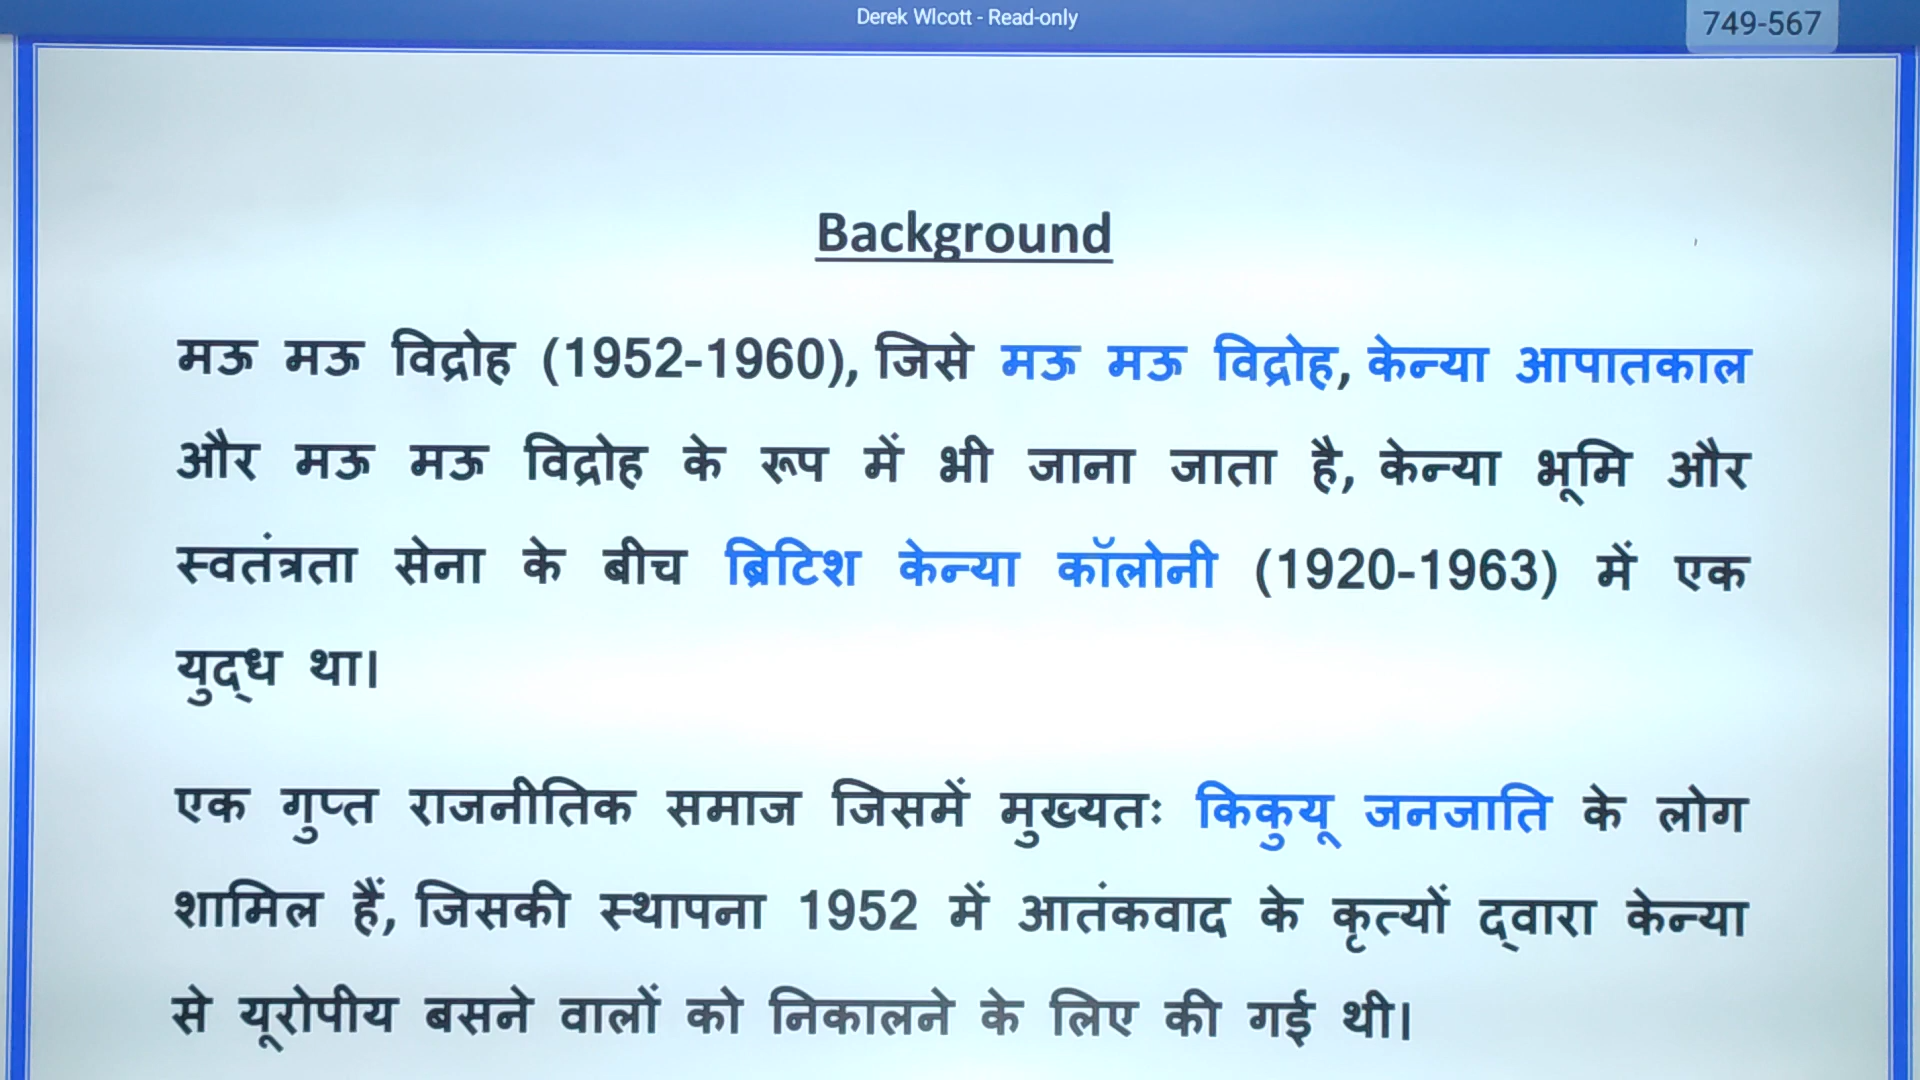 Derek Wlcott - Read-only
749-567
Background
मऊ मऊ विद्रोह (1952-1960), जिसे मऊ मऊ विद्रोह, केन्या आपातकाल
और मऊ मऊ विद्रोह के रूप में भी जाना जाता है, केन्या भूमि और
स्वतंत्रता सेना के बीच ब्रिटिश केन्या कॉलोनी (1920-1963) में एक
युद्ध था।
एक गुप्त राजनीतिक समाज जिसमें मुख्यतः किकुयू जनजाति के लोग
शामिल हैं, जिसकी स्थापना 1952 में आतंकवाद के कृत्यों द्वारा केन्या
से यूरोपीय बसने वालों को निकालने के लिए की गई थी।